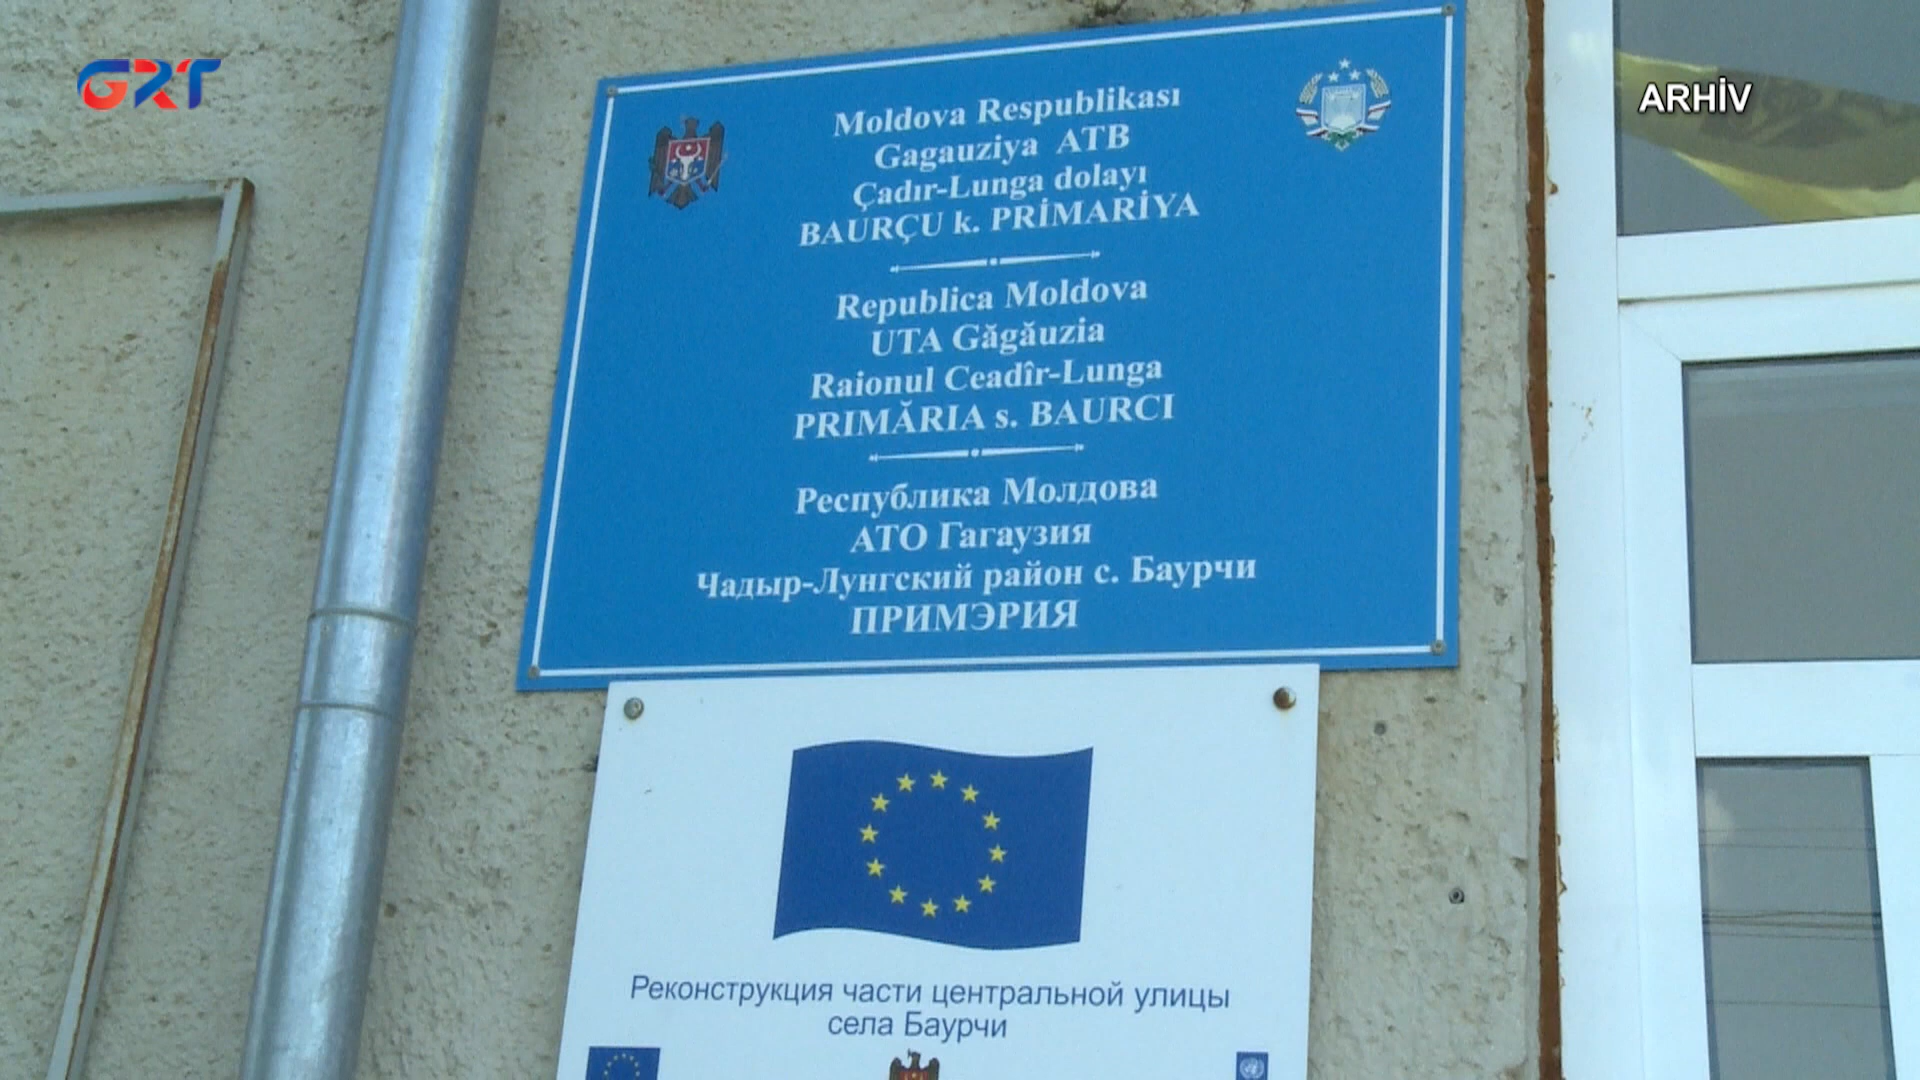 GRT
ARHİV
Moldova Respublikası
Gagauziya ATB
Çadır-Lunga dolayı
BAURÇU k. PRİMARİYA
Republica Moldova
UTA Găgăuzia
Raionul Ceadîr-Lunga
PRIMĂRIA s. BAURCI
Республика Молдова
АТО Гагаузия
Чадыр-Лунгский район с. Баурчи
ПРИМЭРИЯ
Реконструкция части центральной улицы
села Баурчи